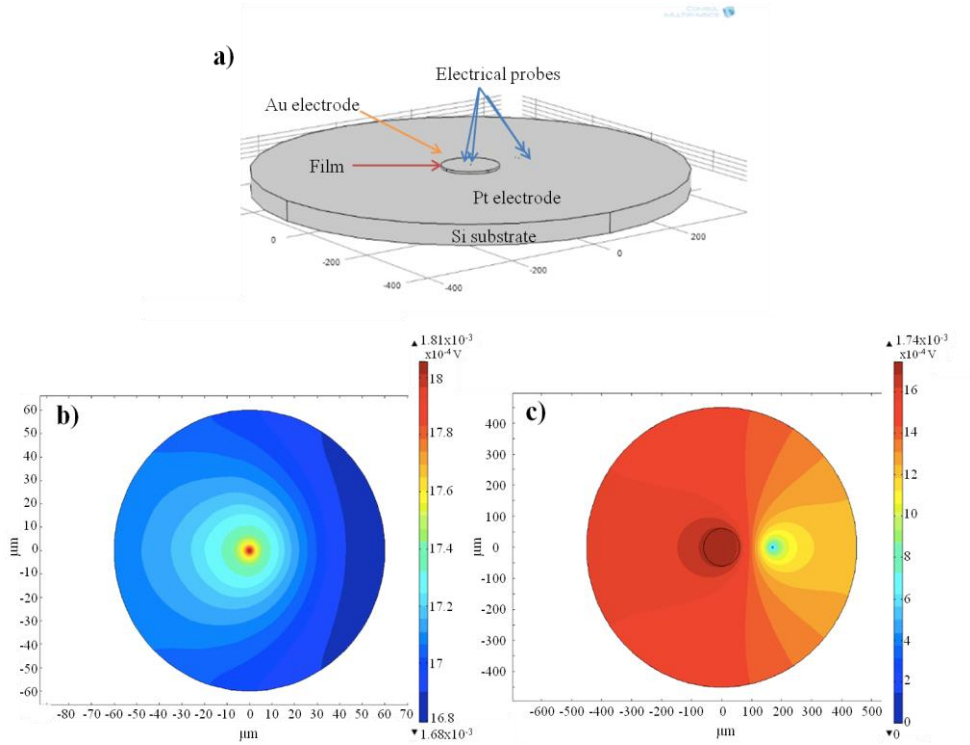 COMSOL
MULTIPHYSICS
a)
Electrical probes
Au electrode
Film
Pt electrode
Si substrate
0
-200
-400
-400
-200
0
200
b)
▲ 1.81x10⁻³
x10⁻⁴ V
18
17.8
17.6
17.4
17.2
17
16.8
▼ 1.68x10⁻³
60
50
40
30
20
10
0
-10
-20
-30
-40
-50
-60
µm
-80 -70 -60 -50 -40 -30 -20 -10 0 10 20 30 40 50 60 70
µm
c)
▲ 1.74x10⁻³
x10⁻⁴ V
16
14
12
10
8
6
4
2
0
▼ 0
400
300
200
100
0
-100
-200
-300
-400
µm
-600 -500 -400 -300 -200 -100 0 100 200 300 400 500
µm